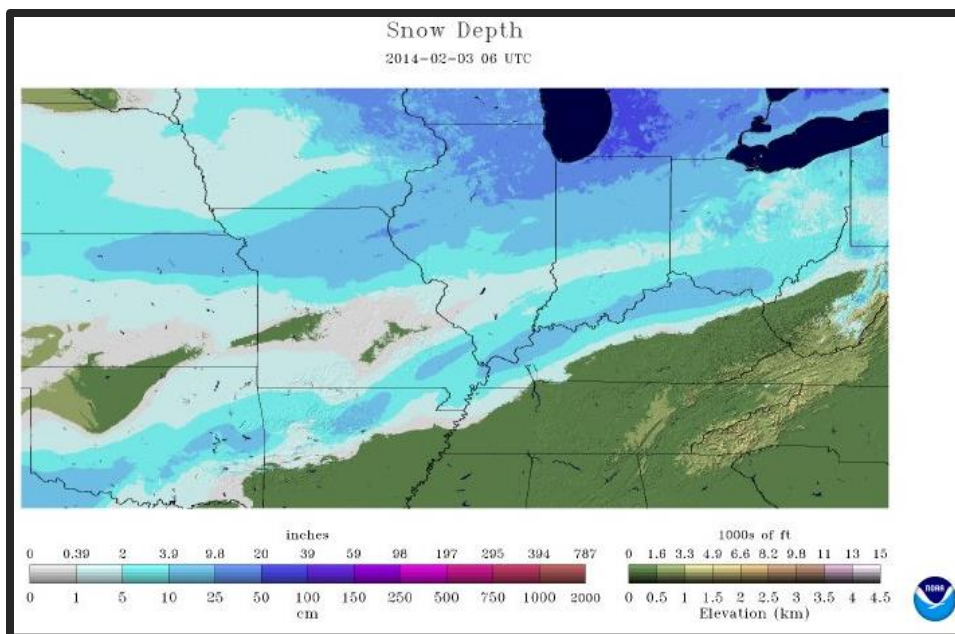 Snow Depth
2014-02-03 06 UTC
inches
0 0.39 2 3.9 9.8 20 39 59 98 197 295 394 787
0 1 5 10 25 50 100 150 250 500 750 1000 2000
cm
1000s of ft
0 1.6 3.3 4.9 6.6 8.2 9.8 11 13 15
0 0.5 1 1.5 2 2.5 3 3.5 4 4.5
Elevation (km)
NOAA